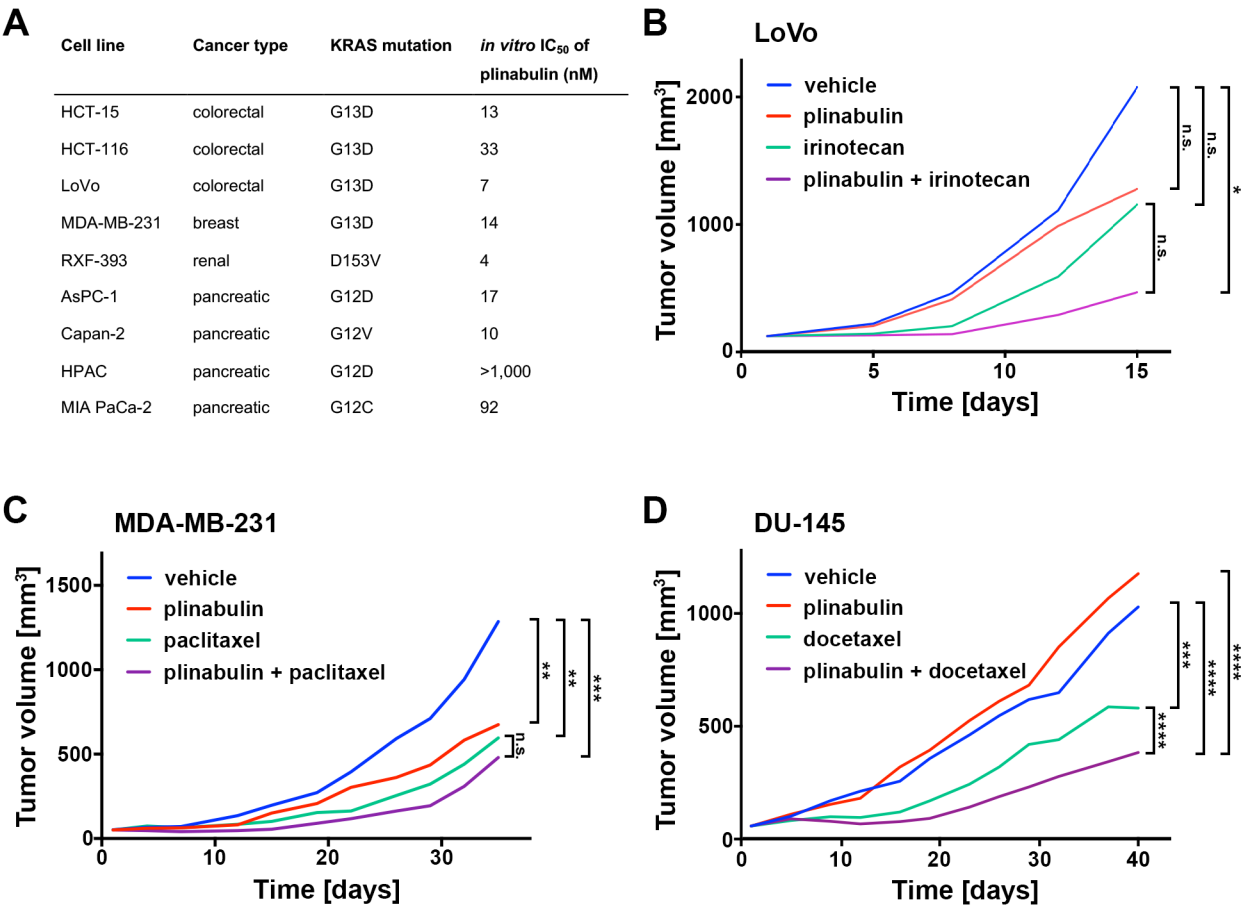 A
Cell line Cancer type KRAS mutation in vitro IC50 of
plinabulin (nM)
HCT-15 colorectal G13D 13
HCT-116 colorectal G13D 33
LoVo colorectal G13D 7
MDA-MB-231 breast G13D 14
RXF-393 renal D153V 4
AsPC-1 pancreatic G12D 17
Capan-2 pancreatic G12V 10
HPAC pancreatic G12D >1,000
MIA PaCa-2 pancreatic G12C 92
B
LoVo
Tumor volume [mm3]
2000
1000
0
vehicle
plinabulin
irinotecan
plinabulin + irinotecan
n.s.
n.s.
*
n.s.
0 5 10 15
Time [days]
C
MDA-MB-231
Tumor volume [mm3]
1500
1000
500
0
vehicle
plinabulin
paclitaxel
plinabulin + paclitaxel
**
**
***
n.s.
0 10 20 30
Time [days]
D
DU-145
Tumor volume [mm3]
1000
500
0
vehicle
plinabulin
docetaxel
plinabulin + docetaxel
***
****
****
****
0 10 20 30 40
Time [days]